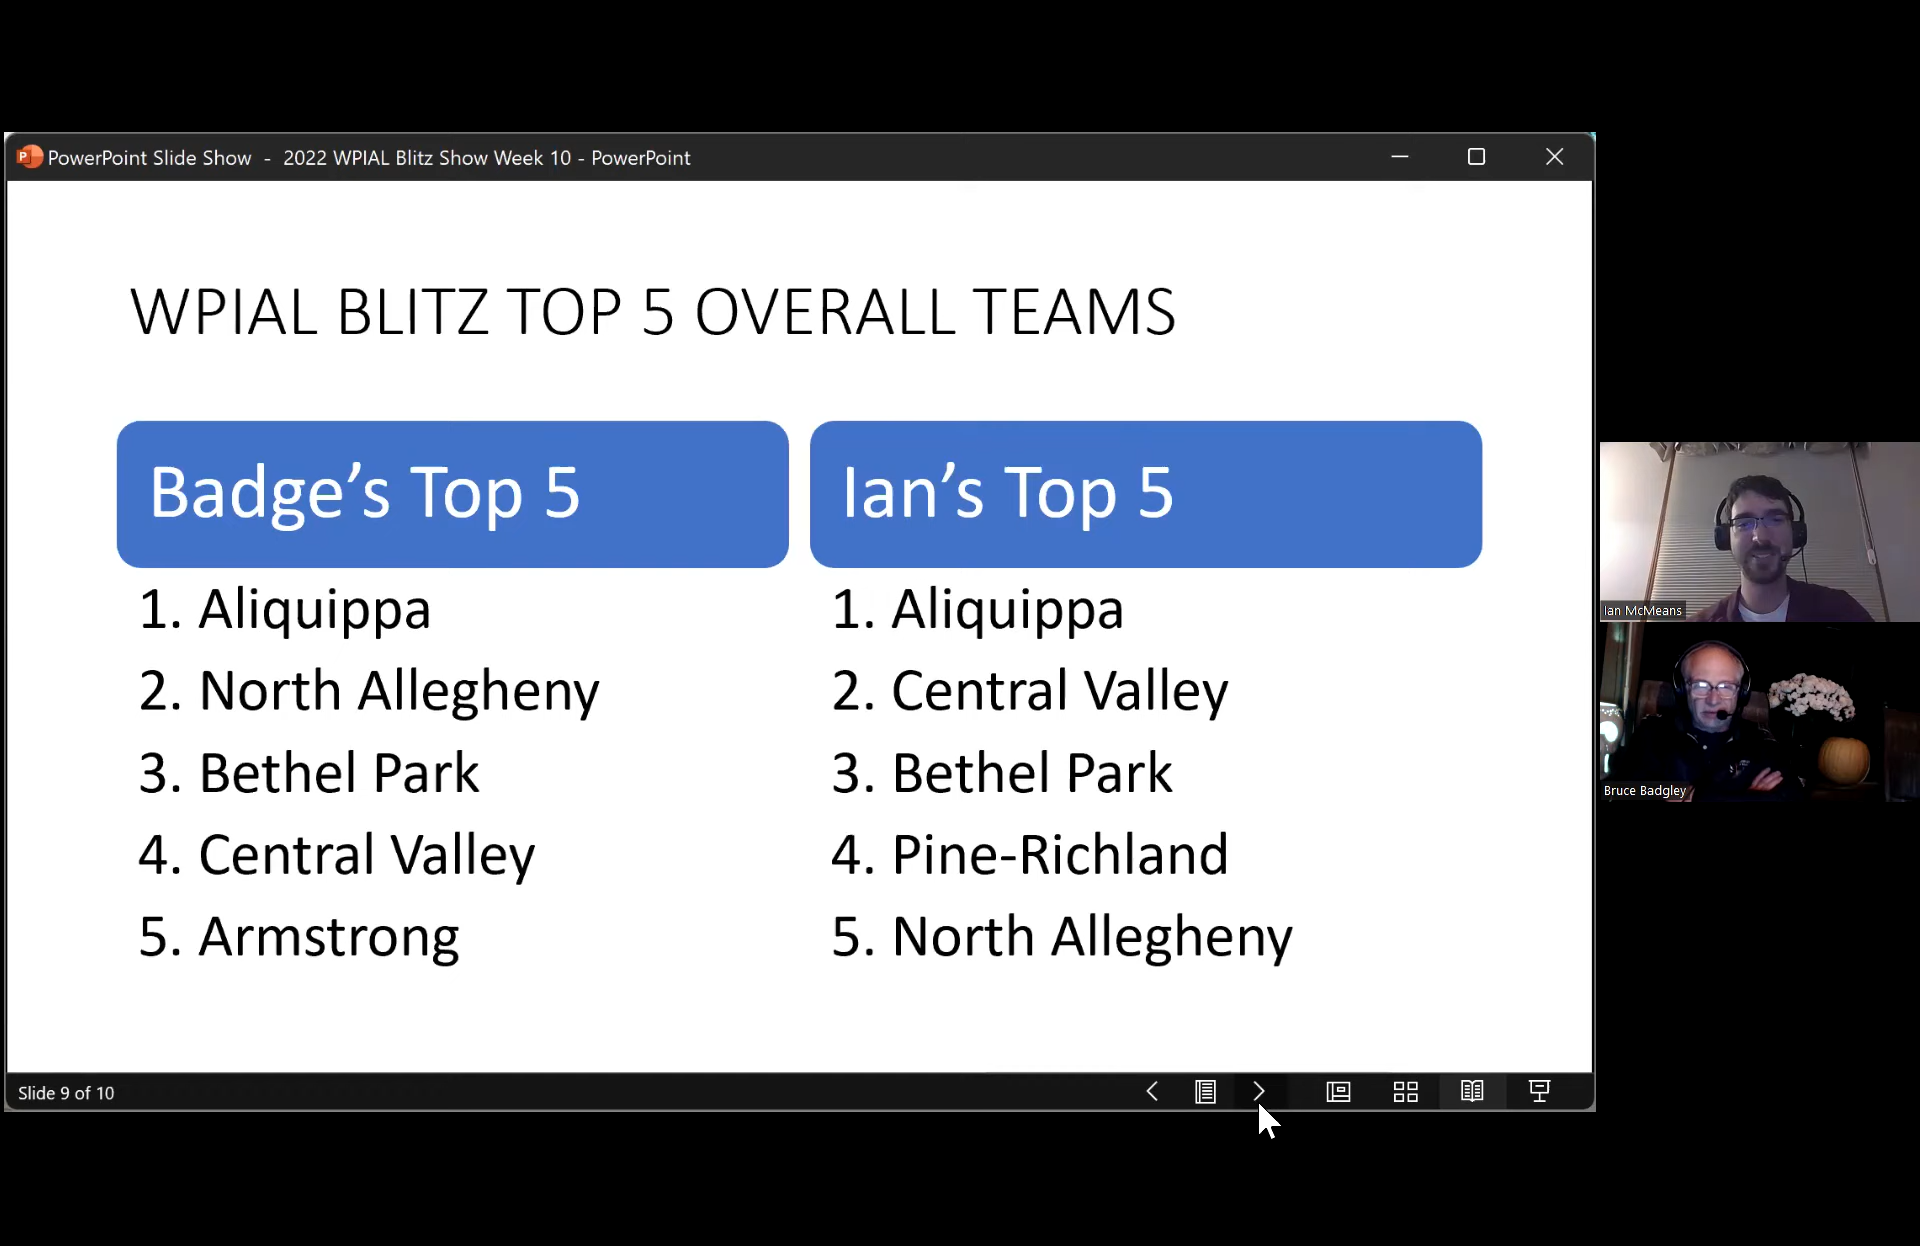 PowerPoint Slide Show - 2022 WPIAL Blitz Show Week 10 - PowerPoint
WPIAL BLITZ TOP 5 OVERALL TEAMS
Badge’s Top 5
1. Aliquippa
2. North Allegheny
3. Bethel Park
4. Central Valley
5. Armstrong
Ian’s Top 5
1. Aliquippa
2. Central Valley
3. Bethel Park
4. Pine-Richland
5. North Allegheny
Ian McMeans
Bruce Badgley
Slide 9 of 10